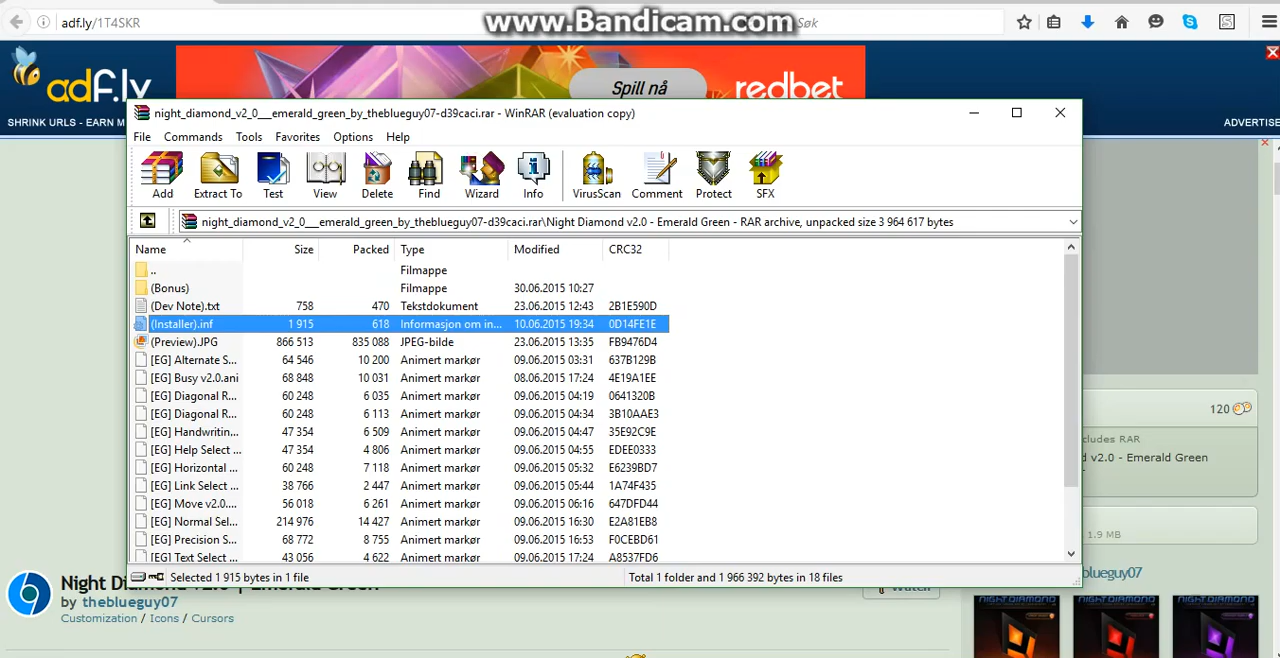 www.Bandicam.com
adf.ly/1T4SKR
Søk
adf.ly
SHRINK URLS - EARN M
Spill nå
redbet
ADVERTISE
night_diamond_v2_0___emerald_green_by_theblueguy07-d39caci.rar - WinRAR (evaluation copy)
File Commands Tools Favorites Options Help
Add Extract To Test View Delete Find Wizard Info VirusScan Comment Protect SFX
night_diamond_v2_0___emerald_green_by_theblueguy07-d39caci.rar\Night Diamond v2.0 - Emerald Green - RAR archive, unpacked size 3 964 617 bytes
Name Size Packed Type Modified CRC32
.. Filmappe
(Bonus) Filmappe 30.06.2015 10:27
(Dev Note).txt 758 470 Tekstdokument 23.06.2015 12:43 2B1E590D
(Installer).inf 1 915 618 Informasjon om in... 10.06.2015 19:34 0D14FE1E
(Preview).JPG 866 513 835 088 JPEG-bilde 23.06.2015 13:35 FB9476D4
[EG] Alternate S... 64 546 10 200 Animert markør 09.06.2015 03:31 637B129B
[EG] Busy v2.0.ani 68 848 10 031 Animert markør 08.06.2015 17:24 4E19A1EE
[EG] Diagonal R... 60 248 6 035 Animert markør 09.06.2015 04:19 0641320B
[EG] Diagonal R... 60 248 6 113 Animert markør 09.06.2015 04:34 3B10AAE3
[EG] Handwritin... 47 354 6 509 Animert markør 09.06.2015 04:47 35E92C9E
[EG] Help Select ... 47 354 4 806 Animert markør 09.06.2015 04:55 EDEE0333
[EG] Horizontal ... 60 248 7 118 Animert markør 09.06.2015 05:32 E6239BD7
[EG] Link Select ... 38 766 2 447 Animert markør 09.06.2015 05:44 1A74F435
[EG] Move v2.0.... 56 018 6 261 Animert markør 09.06.2015 06:16 647DFD44
[EG] Normal Sel... 214 976 14 427 Animert markør 09.06.2015 16:30 E2A81EB8
[EG] Precision S... 68 772 8 755 Animert markør 09.06.2015 16:53 F0CEBD61
[EG] Text Select ... 43 056 4 622 Animert markør 09.06.2015 17:24 A8537FD6
Selected 1 915 bytes in 1 file Total 1 folder and 1 966 392 bytes in 18 files
120
cludes RAR
d v2.0 - Emerald Green
1.9 MB
blueguy07
Night Diamond v2.0 | Emerald Green
by theblueguy07
Customization / Icons / Cursors
Watch
NIGHT DIAMOND NIGHT DIAMOND NIGHT DIAMOND